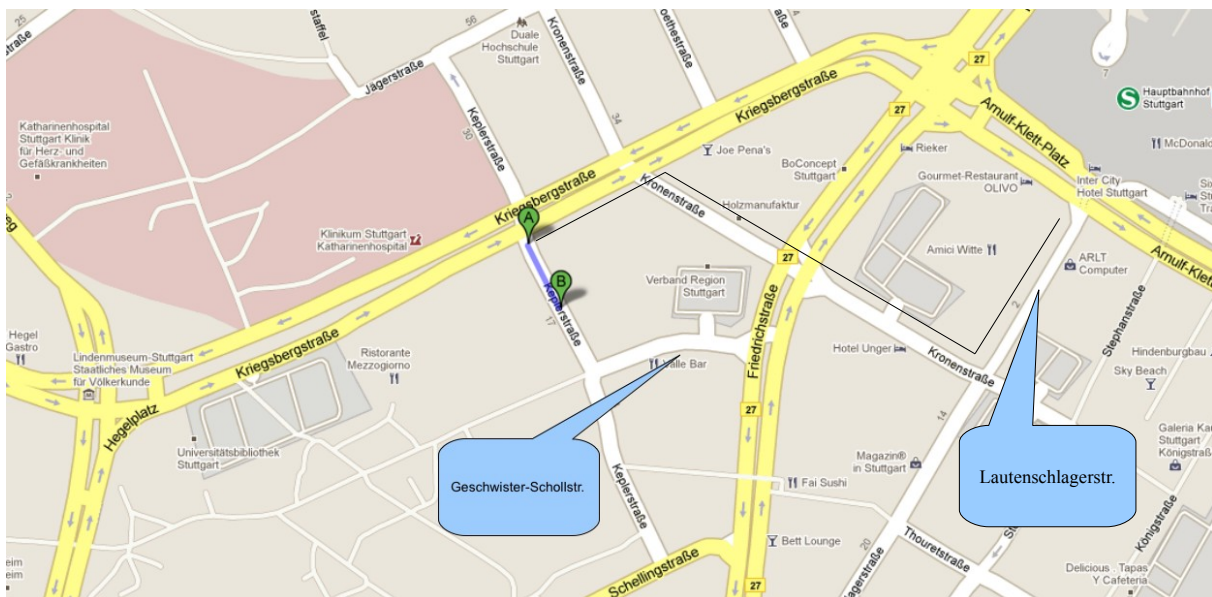 25
56
Duale
Hochschule
Stuttgart
Kronenstraße
27
7
Hauptbahnhof
Stuttgart
S
Jägerstraße
Keplerstraße
30
34
Kriegsbergstraße
27
Arnulf-Klett-Platz
McDonald
Katharinenhospital
Stuttgart Klinik
für Herz- und
Gefäßkrankheiten
Joe Pena's
BoConcept
Stuttgart
Rieker
Gourmet-Restaurant
OLIVO
Inter City
Hotel Stuttgart
Kriegsbergstraße
Kronenstraße
Holzmanufaktur
A
Klinikum Stuttgart
Katharinenhospital
Amici Witte
27
Arnulf-Klett
ARLT
Computer
B
Keplerstraße
17
Verband Region
Stuttgart
Friedrichstraße
2
Stephanstraße
Hegel
Gastro
Lindenmuseum-Stuttgart
Staatliches Museum
für Völkerkunde
Kriegsbergstraße
Ristorante
Mezzogiorno
Valle Bar
Hotel Unger
Kronenstraße
Hindenburgbau
Sky Beach
Hegelplatz
27
14
Universitätsbibliothek
Stuttgart
Geschwister-Schollstr.
Keplerstraße
Magazin®
in Stuttgart
Lautenschlagerstr.
Galeria Kau
Stuttgart
Königstraß
Fai Sushi
Königstraße
Bett Lounge
Thouretstraße
20
Schellingstraße
27
Delicious . Tapas
Y Cafeteria